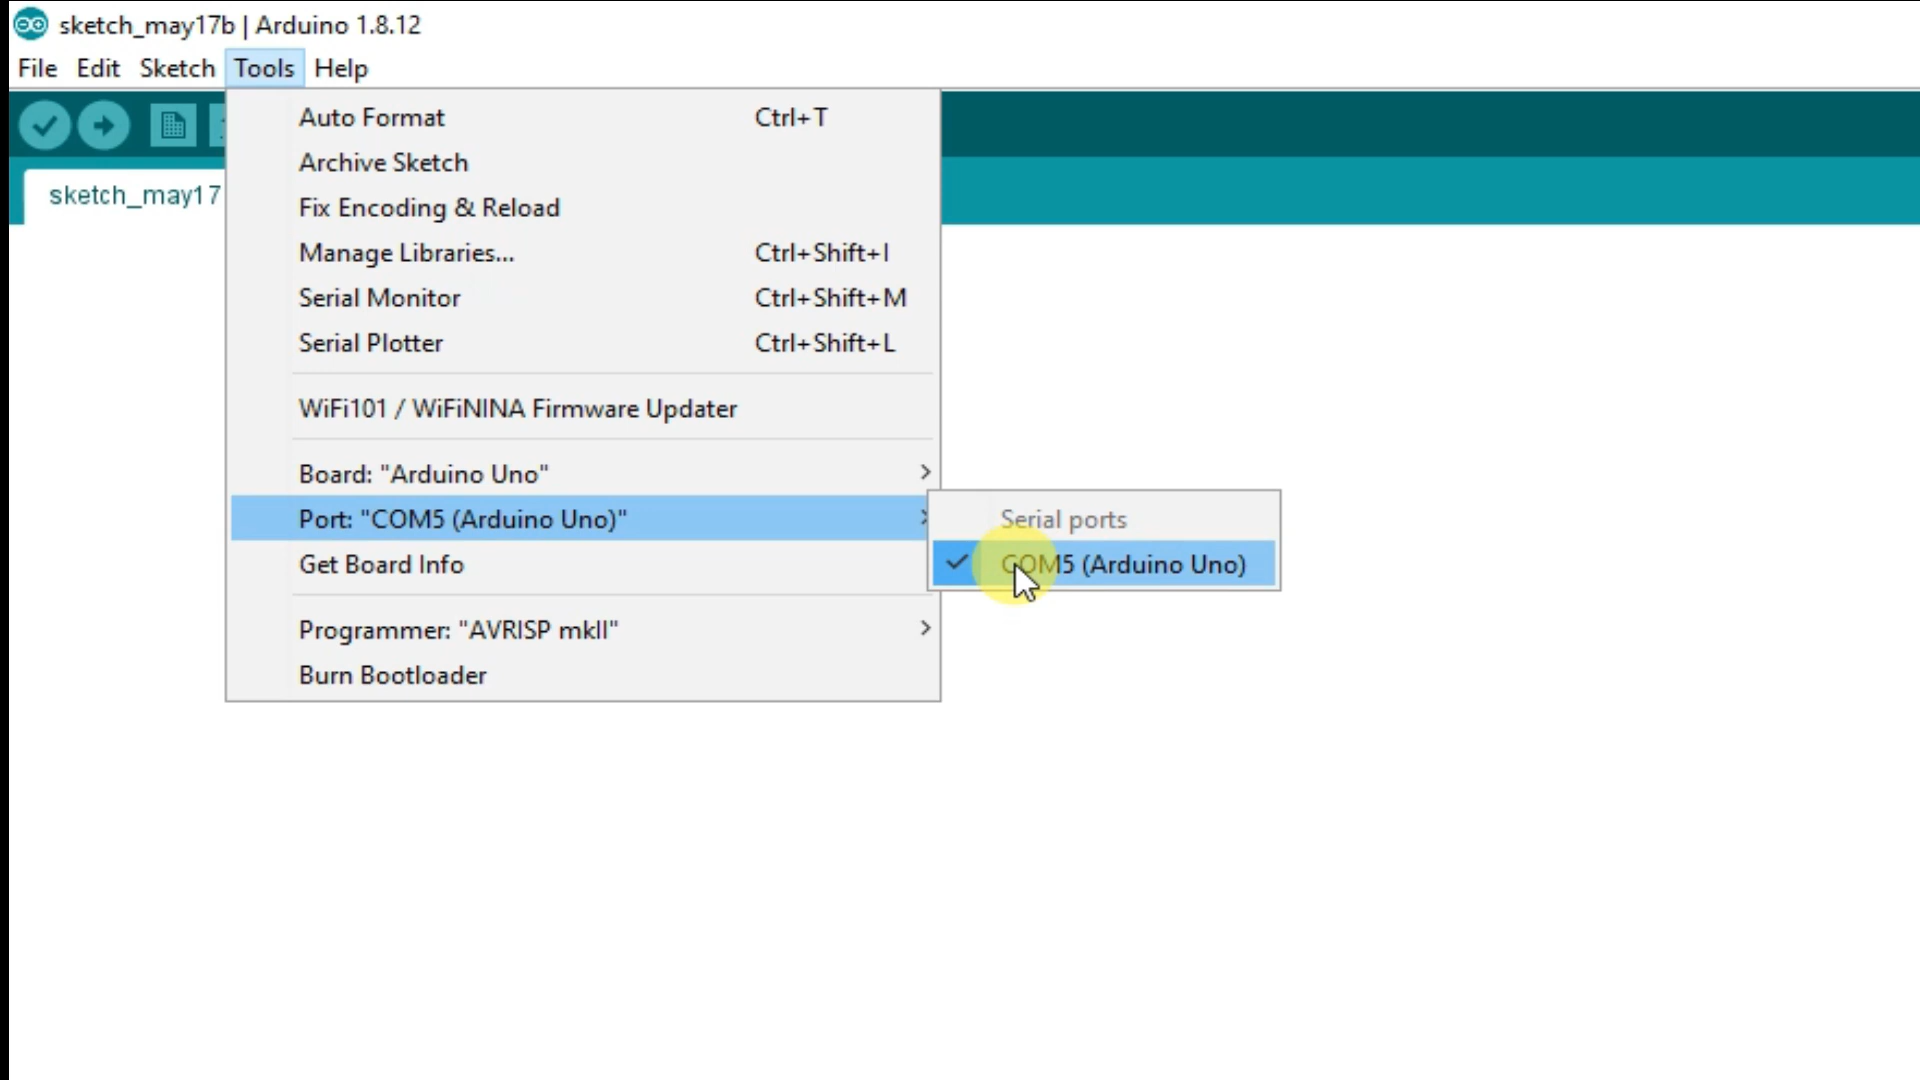 sketch_may17b | Arduino 1.8.12
File Edit Sketch Tools Help
sketch_may17
Auto Format Ctrl+T
Archive Sketch
Fix Encoding & Reload
Manage Libraries... Ctrl+Shift+I
Serial Monitor Ctrl+Shift+M
Serial Plotter Ctrl+Shift+L
WiFi101 / WiFiNINA Firmware Updater
Board: "Arduino Uno"
Port: "COM5 (Arduino Uno)"
Get Board Info
Programmer: "AVRISP mkII"
Burn Bootloader
Serial ports
COM5 (Arduino Uno)